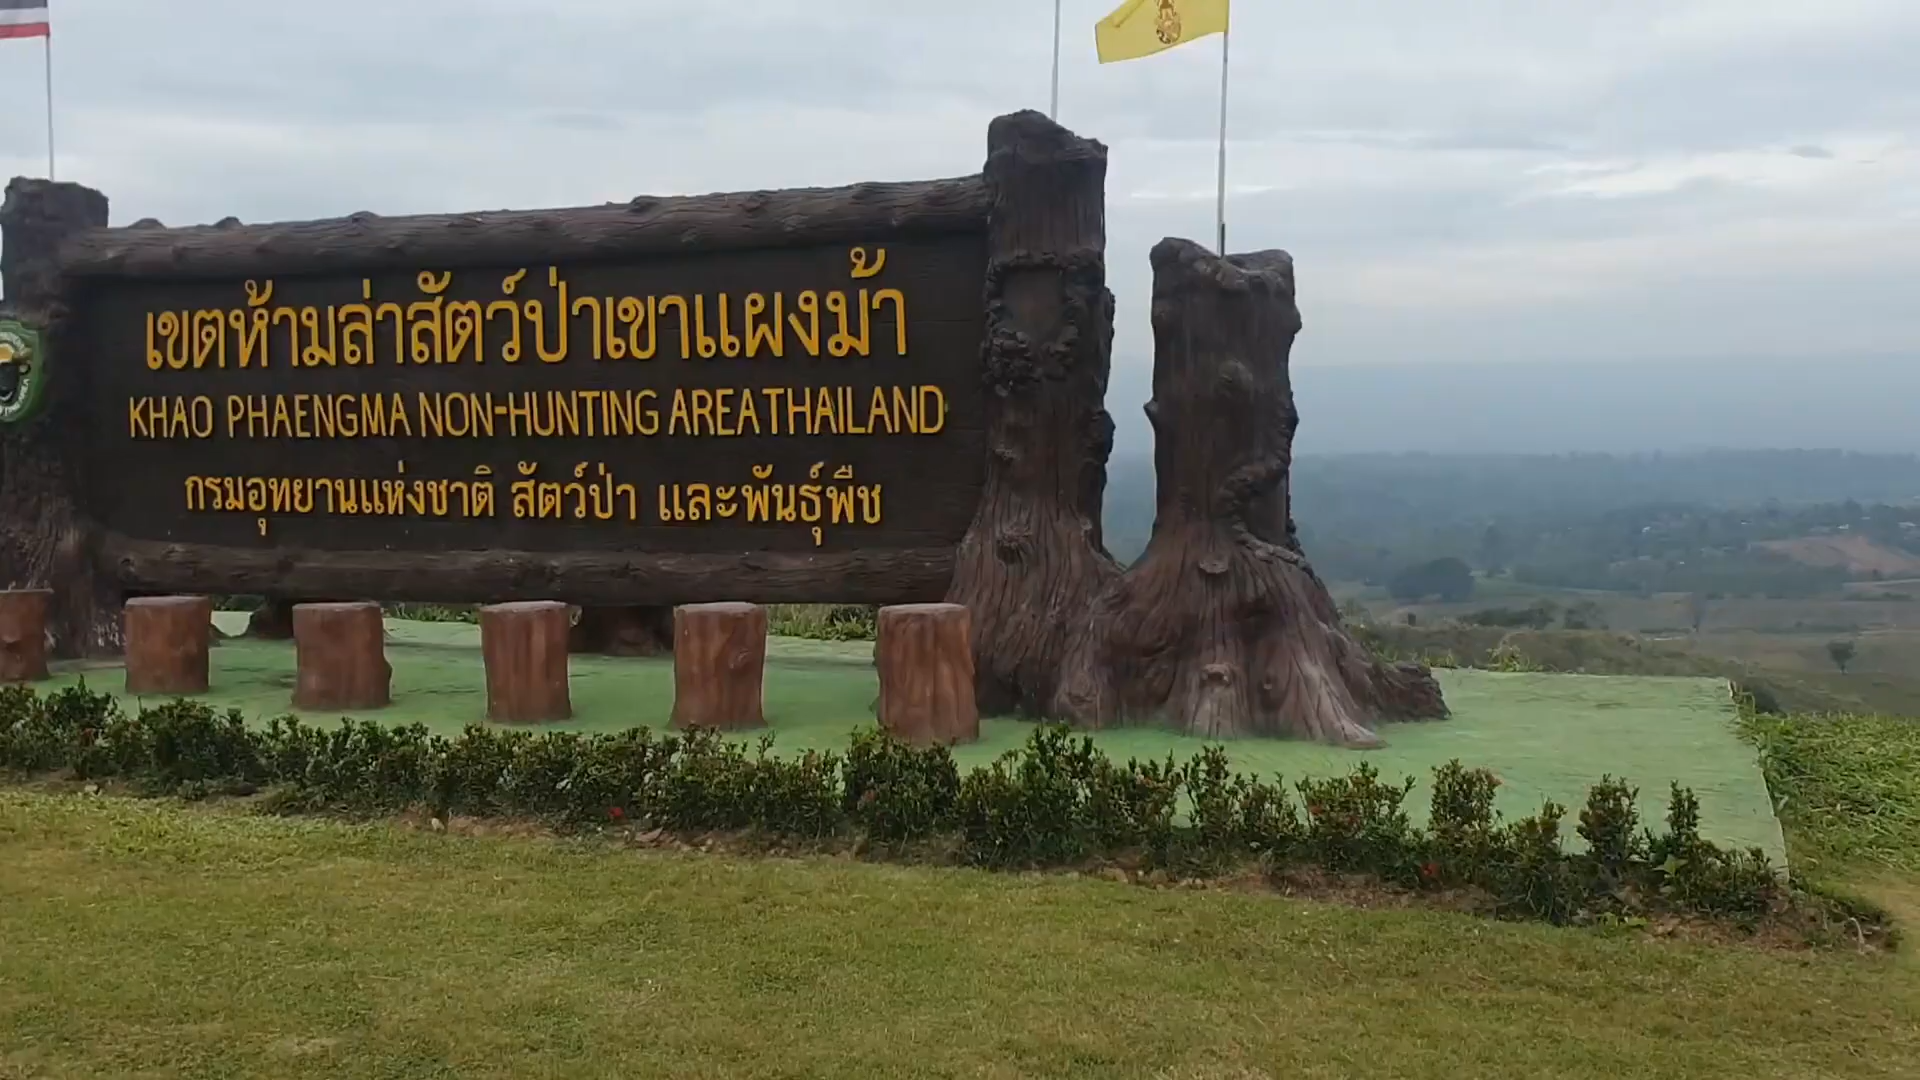 เขตห้ามล่าสัตว์ป่าเขาแผงม้า
KHAO PHAENGMA NON-HUNTING AREA THAILAND
กรมอุทยานแห่งชาติ สัตว์ป่า และพันธุ์พืช